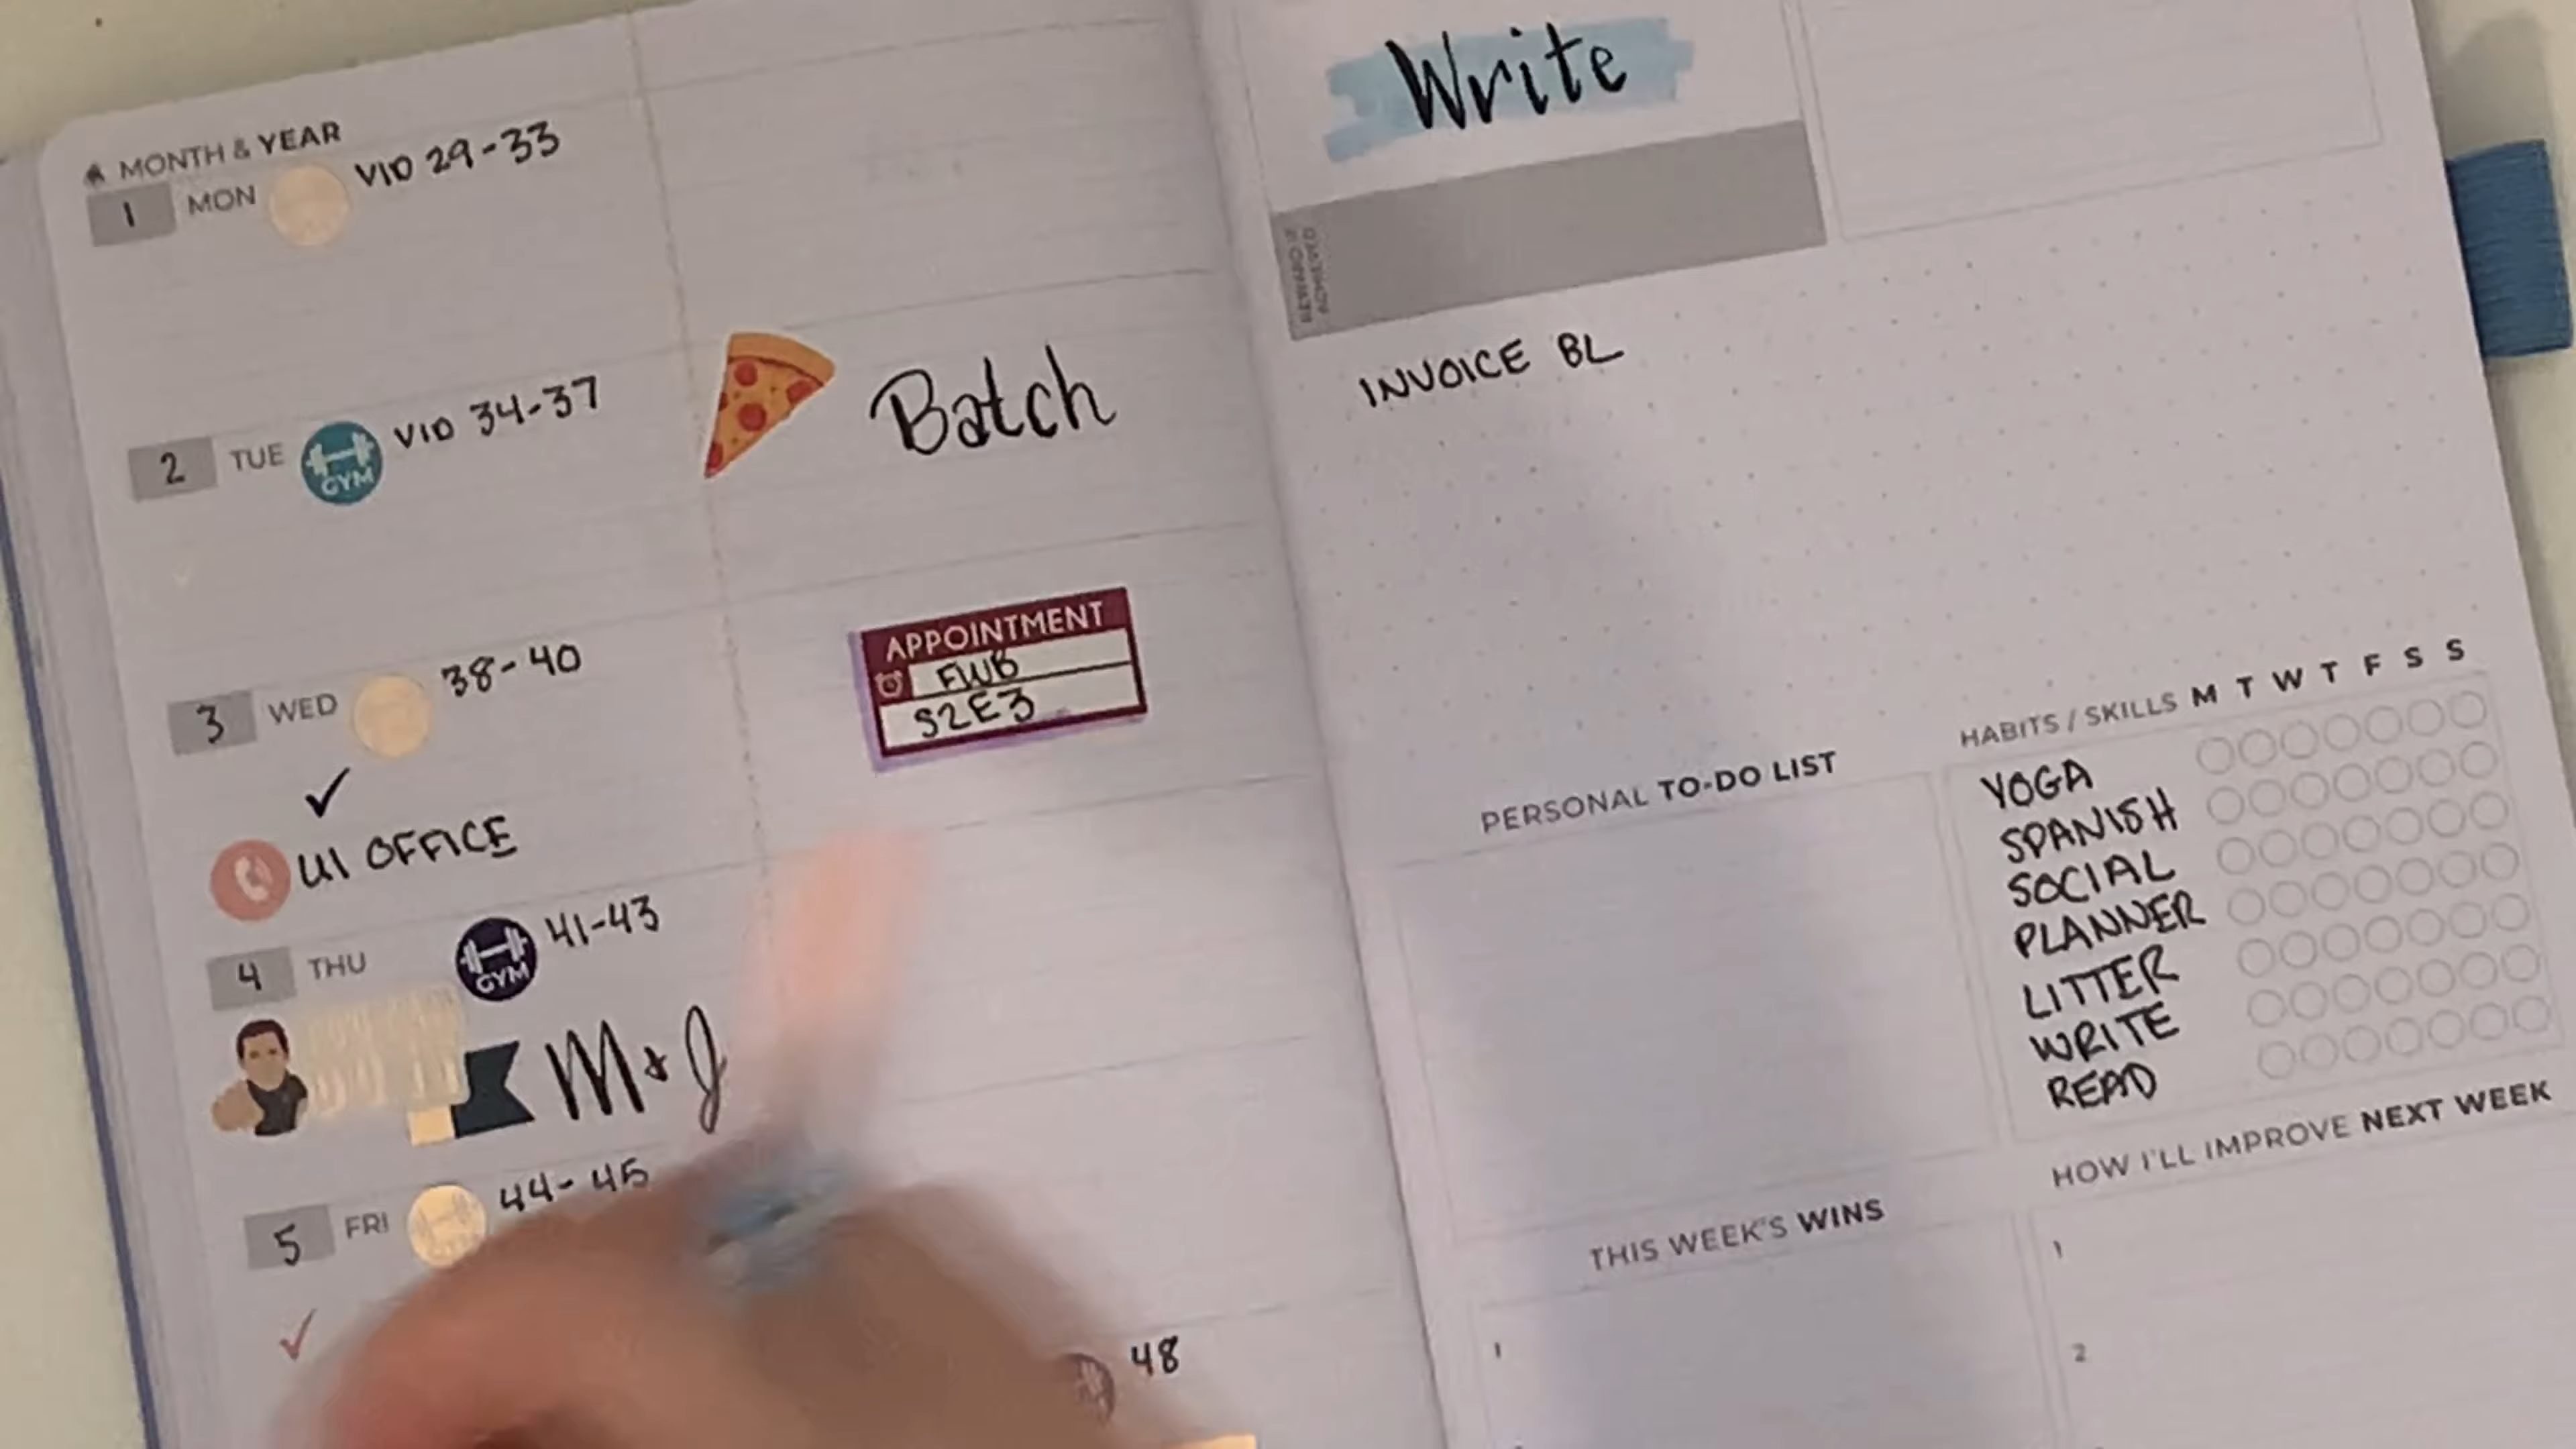 MONTH & YEAR
1 MON VID 29-33
2 TUE GYM VID 34-37
Batch
3 WED 38-40
APPOINTMENT
FWB
S2E3
UI OFFICE
4 THU GYM 41-43
M+J
5 FRI 44-45
48
Write
INVOICE BL
PERSONAL TO-DO LIST
HABITS / SKILLS M T W T F S S
YOGA
SPANISH
SOCIAL
PLANNER
LITTER
WRITE
READ
THIS WEEK'S WINS
1
HOW I'LL IMPROVE NEXT WEEK
1
2